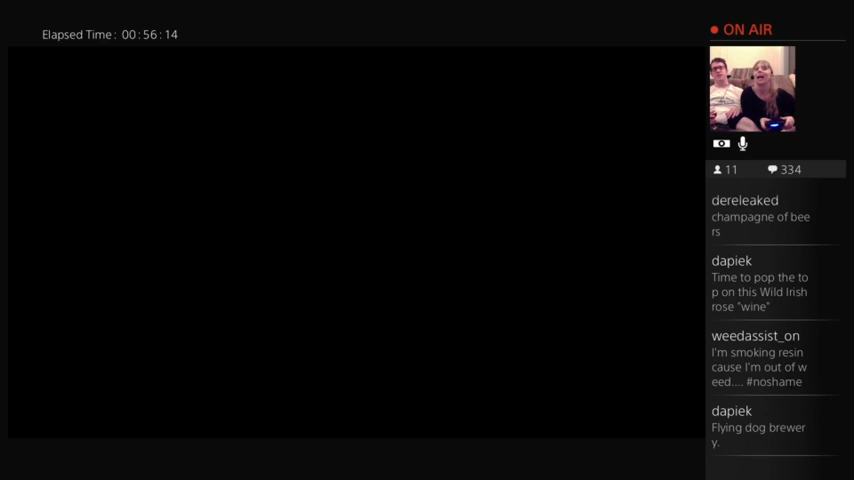 Elapsed Time: 00:56:14
ON AIR
11 334
dereleaked
champagne of bee
rs
dapiek
Time to pop the to
p on this Wild Irish
rose "wine"
weedassist_on
I'm smoking resin
cause I'm out of w
eed.... #noshame
dapiek
Flying dog brewer
y.